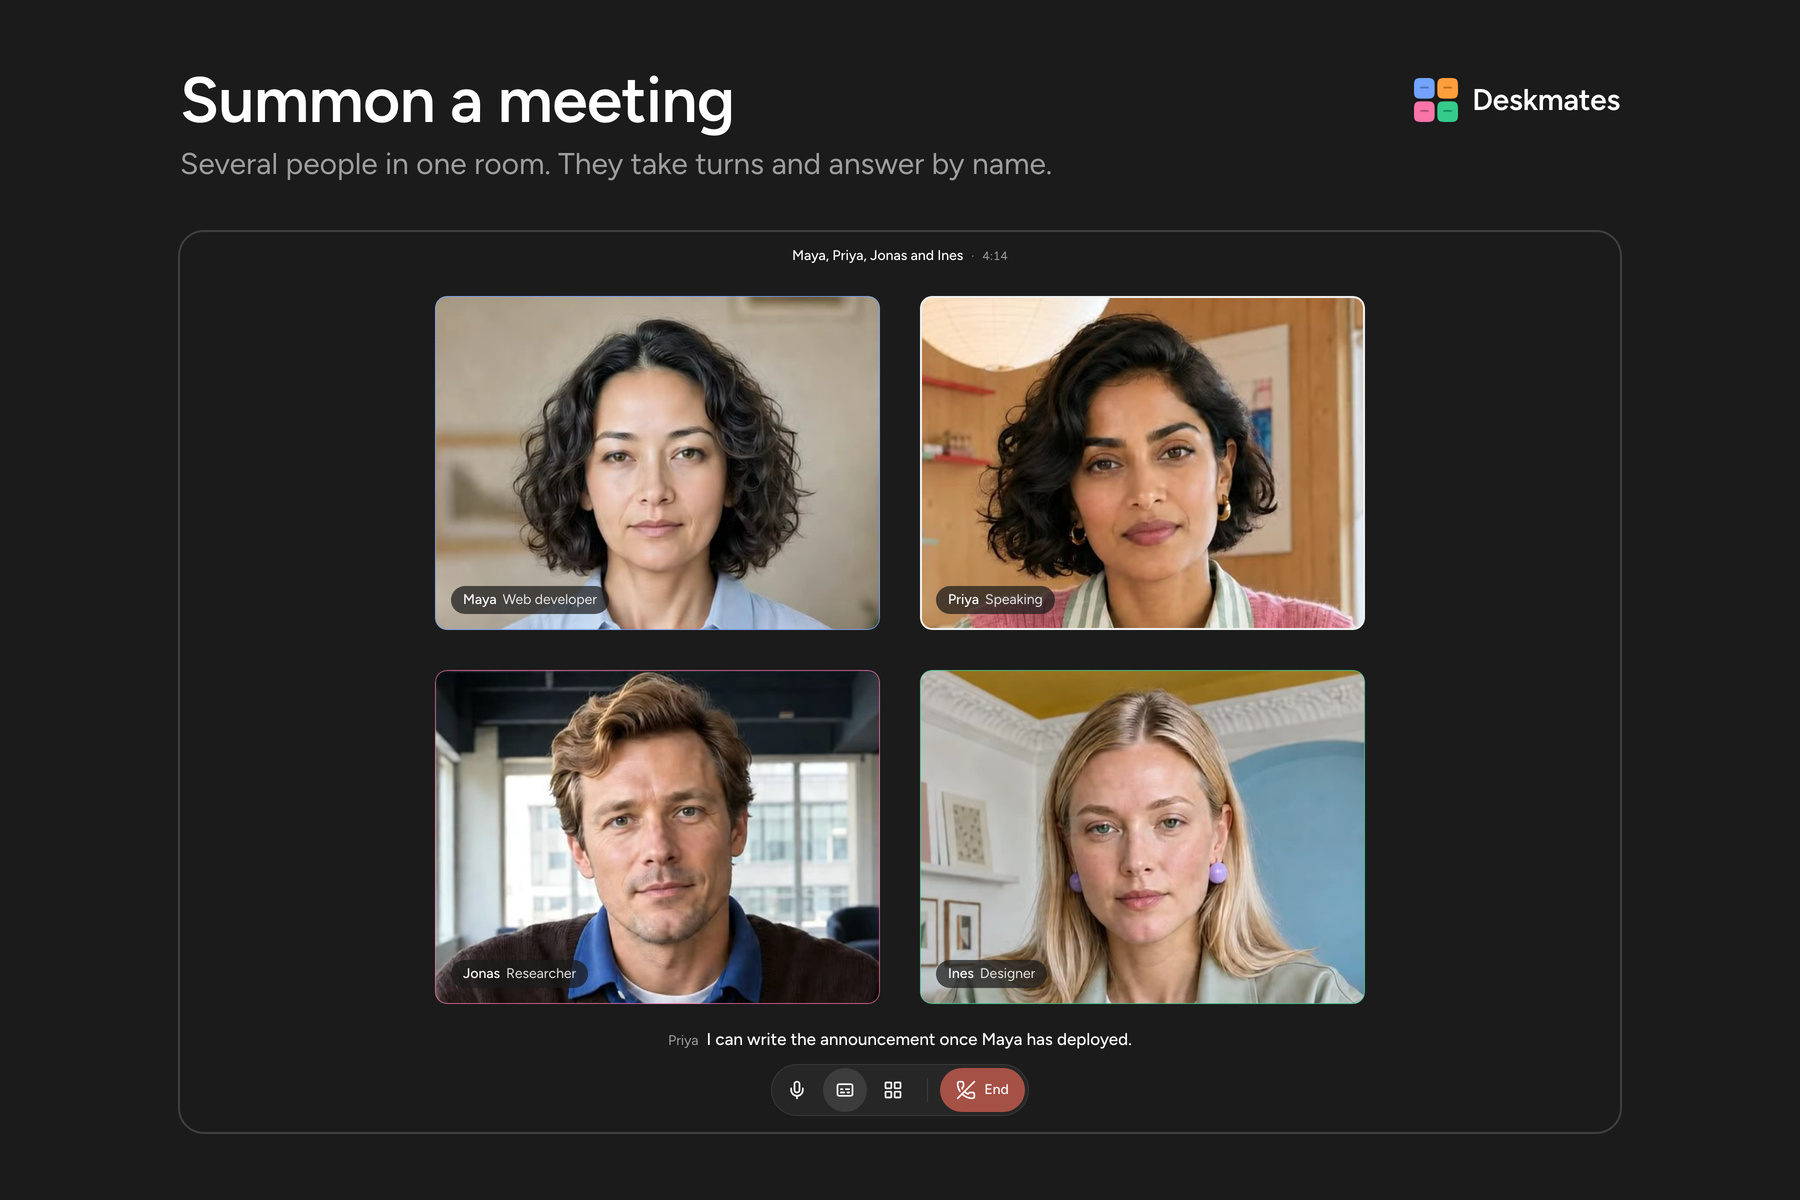 Summon a meeting
Deskmates
Several people in one room. They take turns and answer by name.
Maya, Priya, Jonas and Ines · 4:14
Maya Web developer
Priya Speaking
Jonas Researcher
Ines Designer
Priya I can write the announcement once Maya has deployed.
End